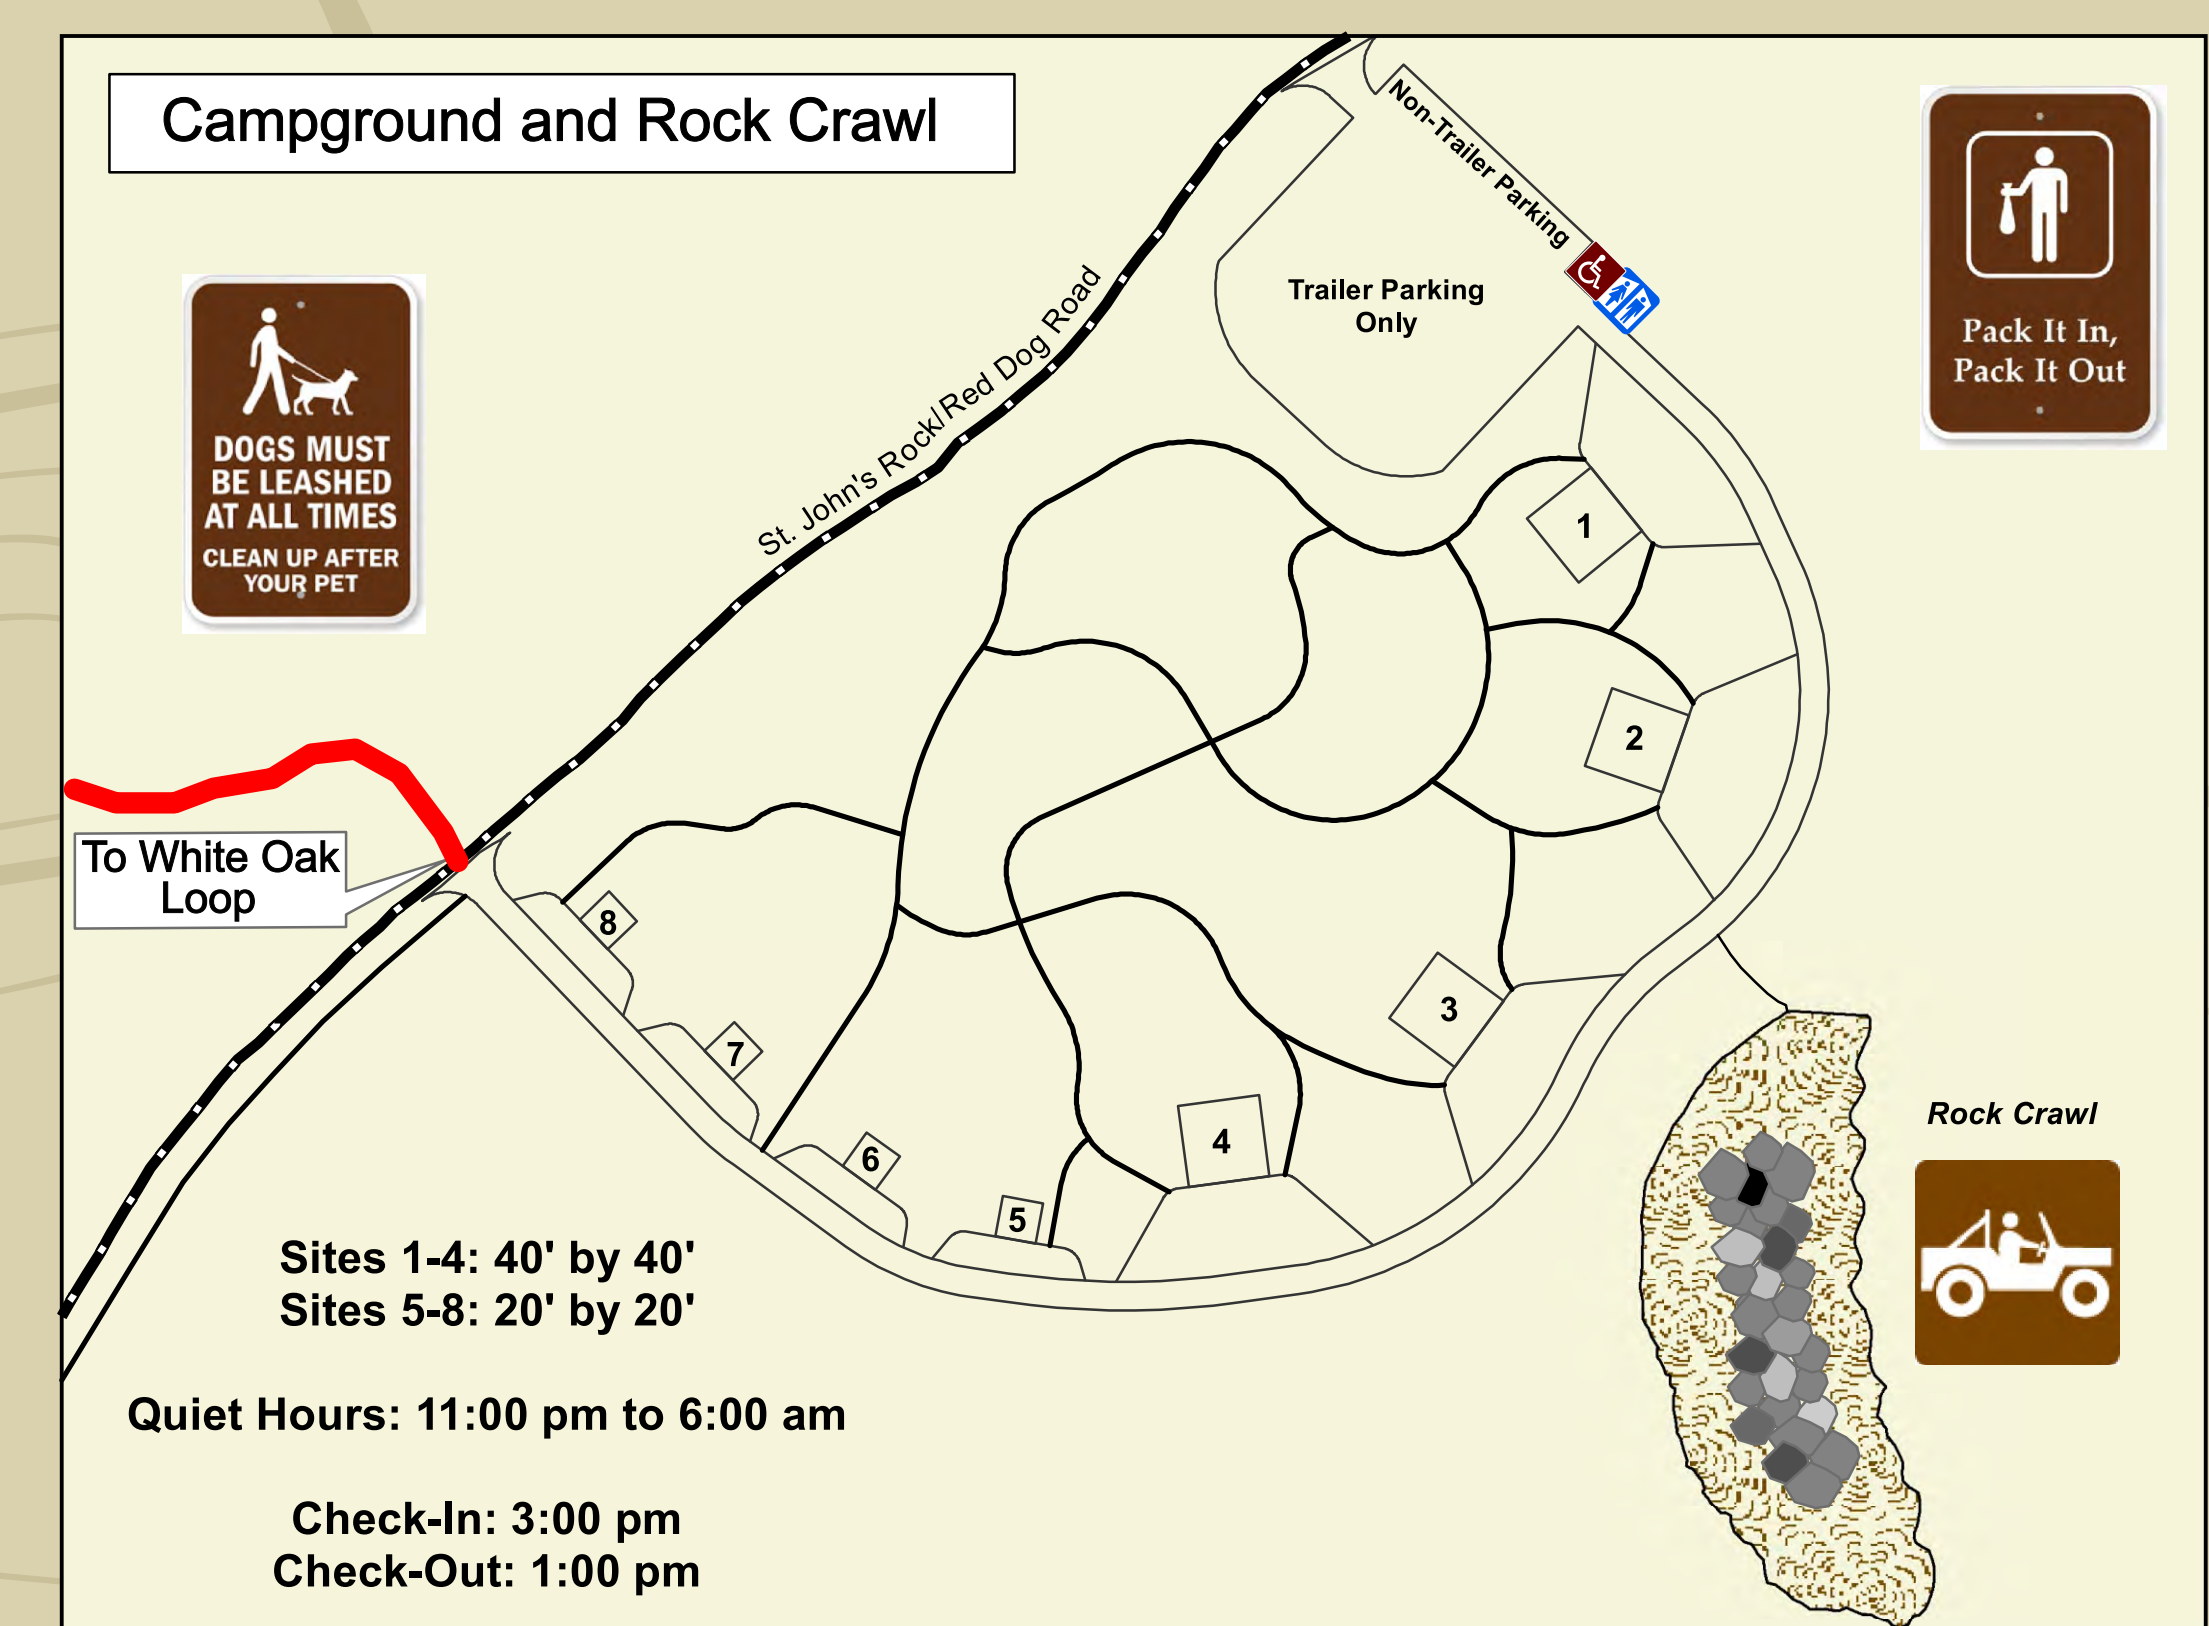 Campground and Rock Crawl
Non-Trailer Parking
Trailer Parking
Only
Pack It In,
Pack It Out
DOGS MUST
BE LEASHED
AT ALL TIMES
CLEAN UP AFTER
YOUR PET
St. John's Rock/Red Dog Road
1
2
To White Oak
Loop
8
3
7
4
6
5
Rock Crawl
Sites 1-4: 40' by 40'
Sites 5-8: 20' by 20'
Quiet Hours: 11:00 pm to 6:00 am
Check-In: 3:00 pm
Check-Out: 1:00 pm